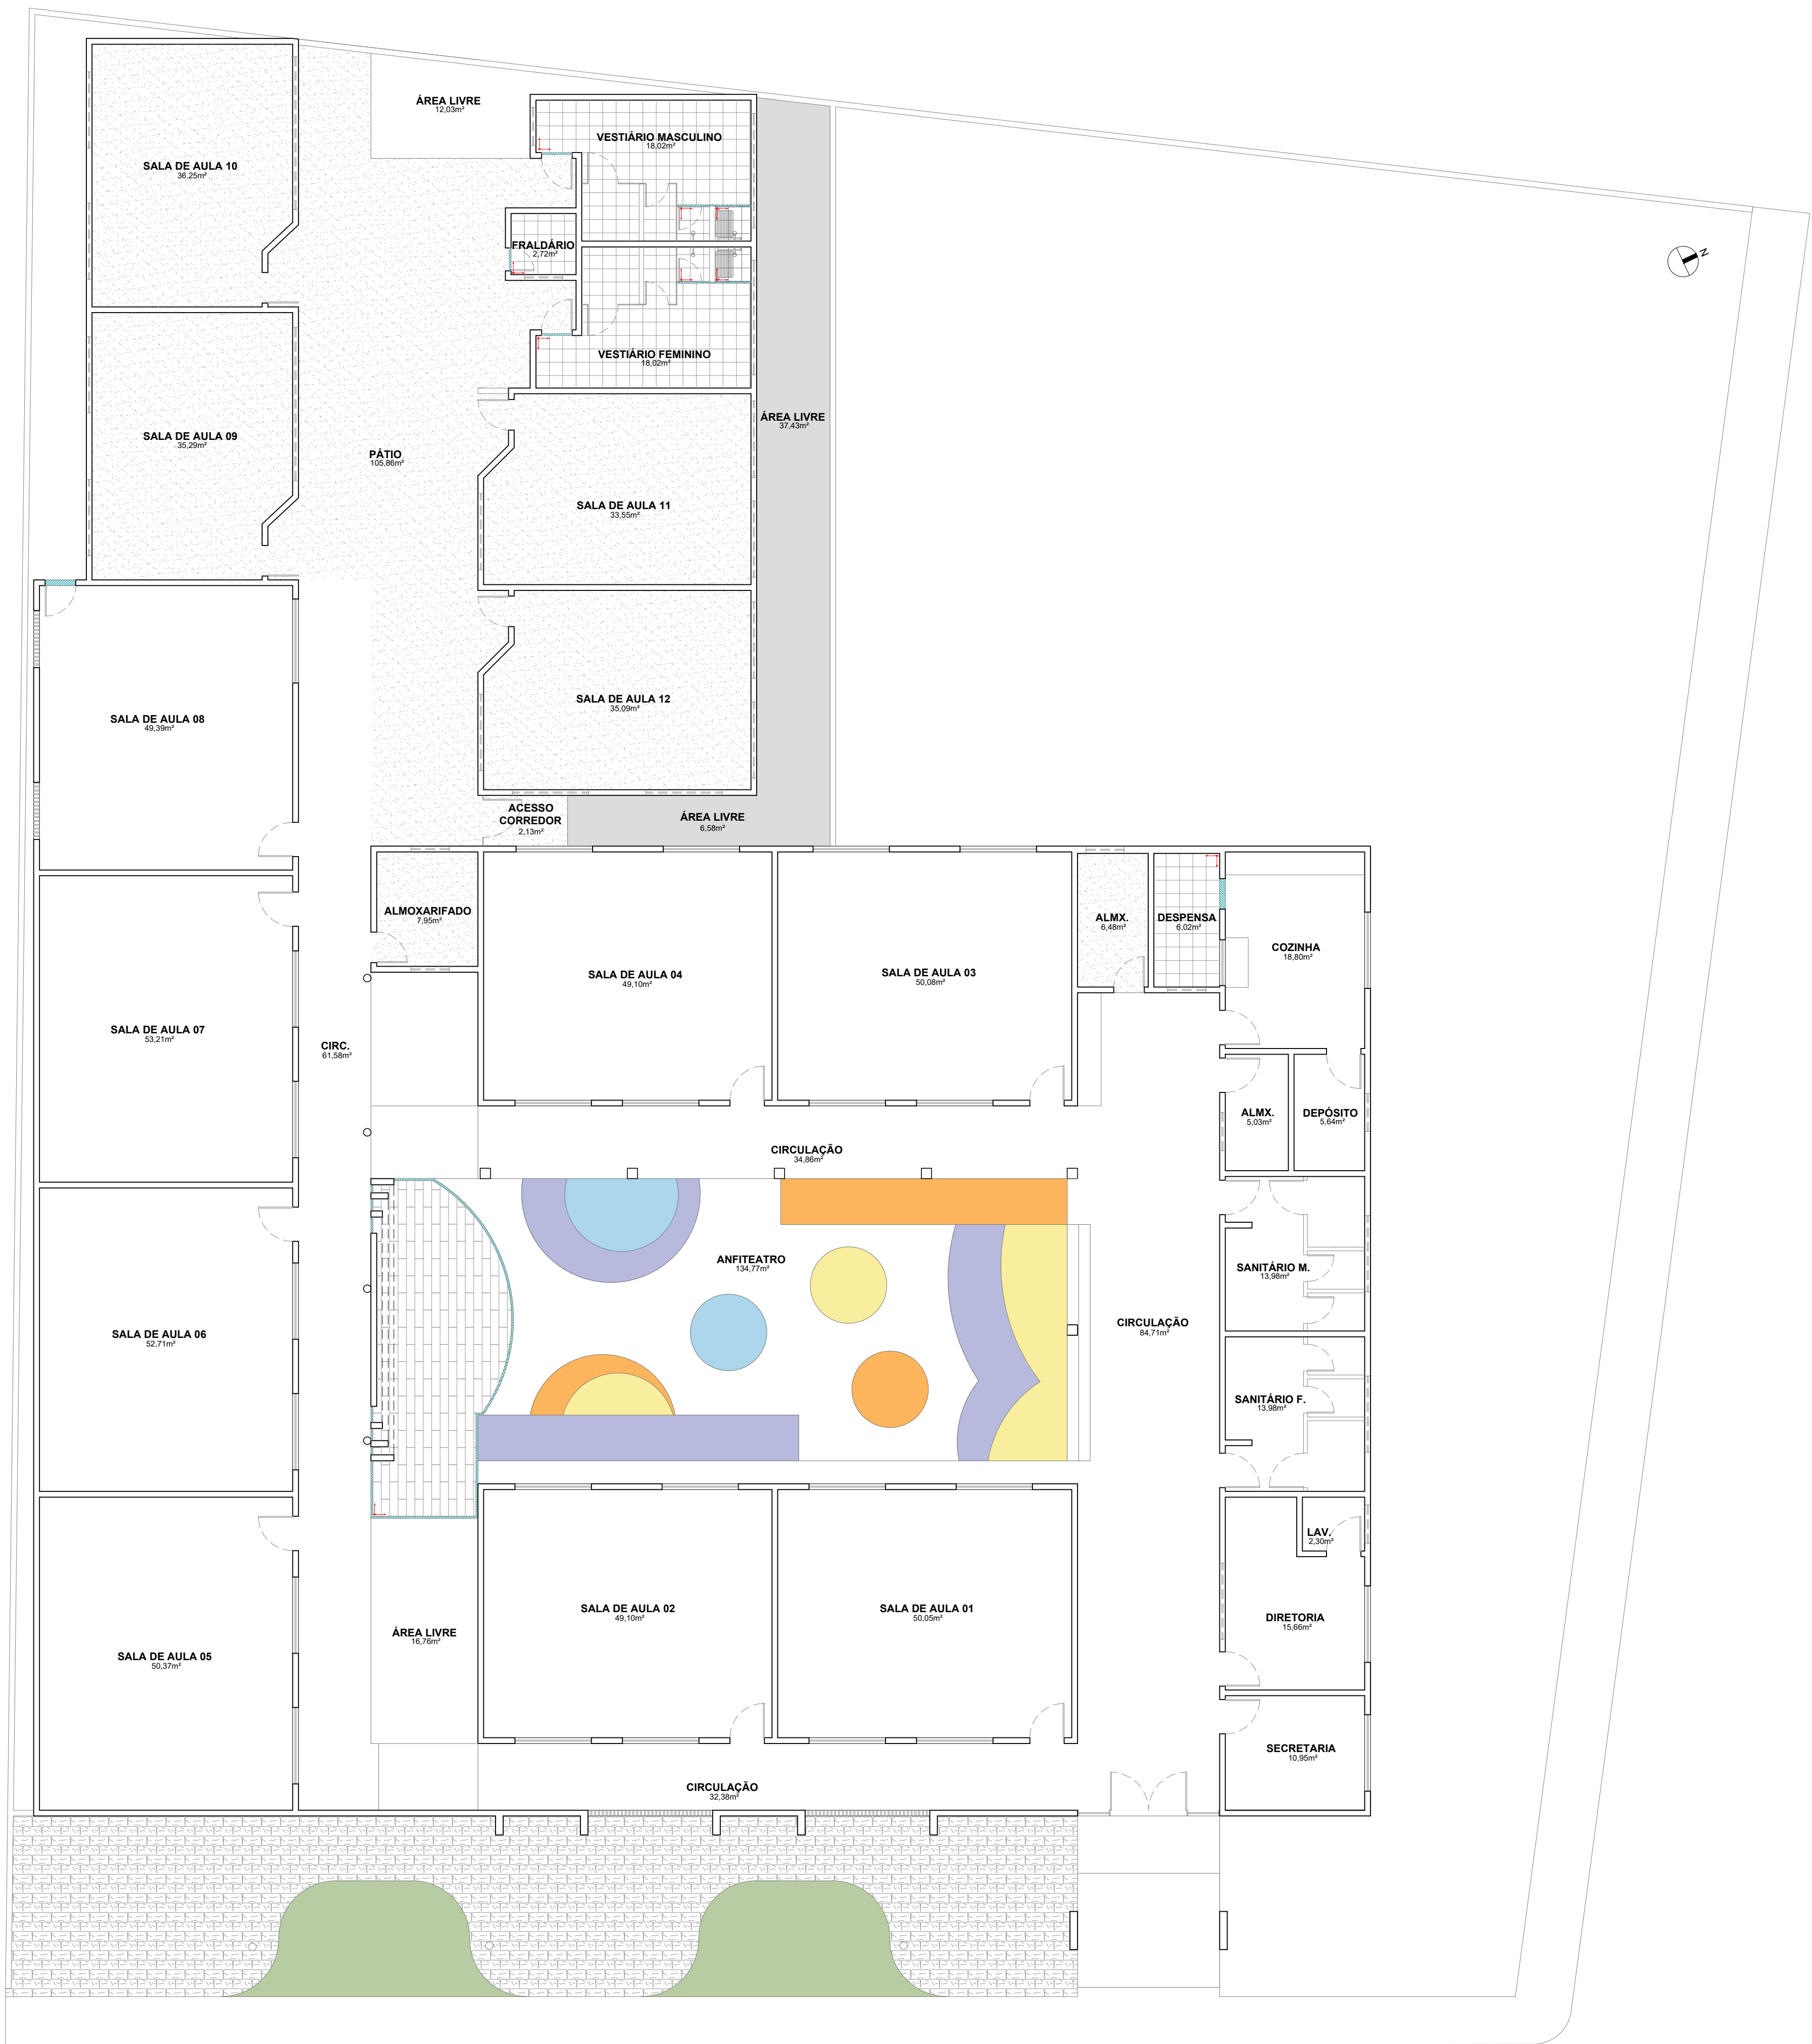 ÁREA LIVRE
12,03m²
VESTIÁRIO MASCULINO
18,02m²
SALA DE AULA 10
36,25m²
FRALDÁRIO
2,72m²
N
VESTIÁRIO FEMININO
18,02m²
ÁREA LIVRE
37,43m²
SALA DE AULA 09
35,29m²
PÁTIO
105,86m²
SALA DE AULA 11
33,55m²
SALA DE AULA 12
35,09m²
SALA DE AULA 08
49,39m²
ACESSO
CORREDOR
2,13m²
ÁREA LIVRE
6,58m²
ALMOXARIFADO
7,95m²
ALMX.
6,48m²
DESPENSA
6,02m²
COZINHA
18,80m²
SALA DE AULA 04
49,10m²
SALA DE AULA 03
50,08m²
SALA DE AULA 07
53,21m²
CIRC.
61,58m²
ALMX.
5,03m²
DEPÓSITO
5,64m²
CIRCULAÇÃO
34,86m²
ANFITEATRO
134,77m²
SANITÁRIO M.
13,98m²
CIRCULAÇÃO
84,71m²
SALA DE AULA 06
52,71m²
SANITÁRIO F.
13,98m²
LAV.
2,30m²
SALA DE AULA 02
49,10m²
SALA DE AULA 01
50,05m²
DIRETORIA
15,66m²
ÁREA LIVRE
16,76m²
SALA DE AULA 05
50,37m²
SECRETARIA
10,95m²
CIRCULAÇÃO
32,38m²